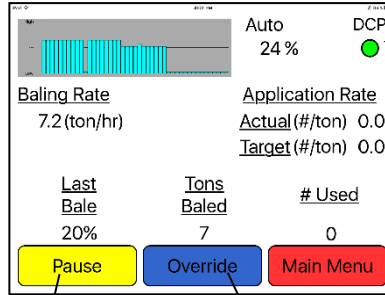 Auto DCP
24 %
Baling Rate Application Rate
7.2 (ton/hr) Actual (#/ton) 0.0
Target (#/ton) 0.0
Last Tons # Used
Bale Baled
20% 7 0
Pause Override Main Menu